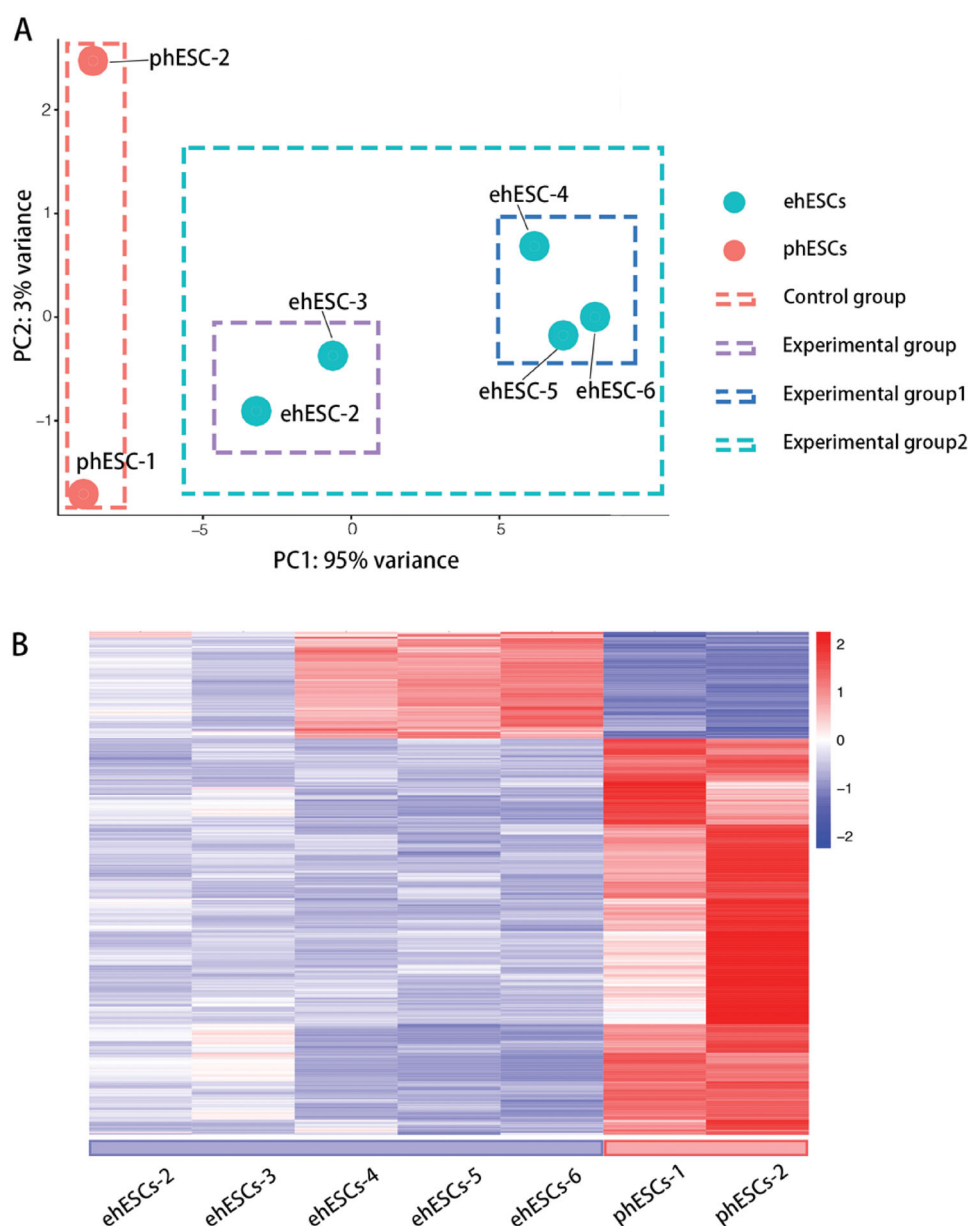 A
phESC-2
2
ehESC-4
ehESCs
1
phESCs
PC2: 3% variance
ehESC-3
Control group
0
Experimental group
ehESC-5
ehESC-6
ehESC-2
Experimental group1
−1
phESC-1
Experimental group2
−5
0
5
PC1: 95% variance
B
2
1
0
−1
−2
ehESCs-2
ehESCs-3
ehESCs-4
ehESCs-5
ehESCs-6
phESCs-1
phESCs-2